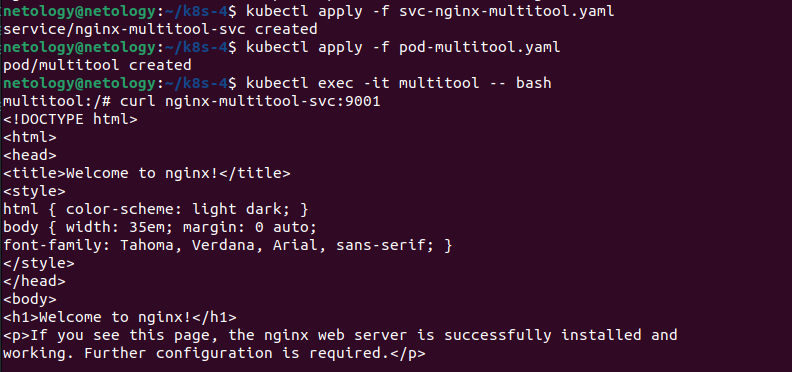 netology@netology:~/k8s-4$ kubectl apply -f svc-nginx-multitool.yaml
service/nginx-multitool-svc created
netology@netology:~/k8s-4$ kubectl apply -f pod-multitool.yaml
pod/multitool created
netology@netology:~/k8s-4$ kubectl exec -it multitool -- bash
multitool:/# curl nginx-multitool-svc:9001
<!DOCTYPE html>
<html>
<head>
<title>Welcome to nginx!</title>
<style>
html { color-scheme: light dark; }
body { width: 35em; margin: 0 auto;
font-family: Tahoma, Verdana, Arial, sans-serif; }
</style>
</head>
<body>
<h1>Welcome to nginx!</h1>
<p>If you see this page, the nginx web server is successfully installed and
working. Further configuration is required.</p>